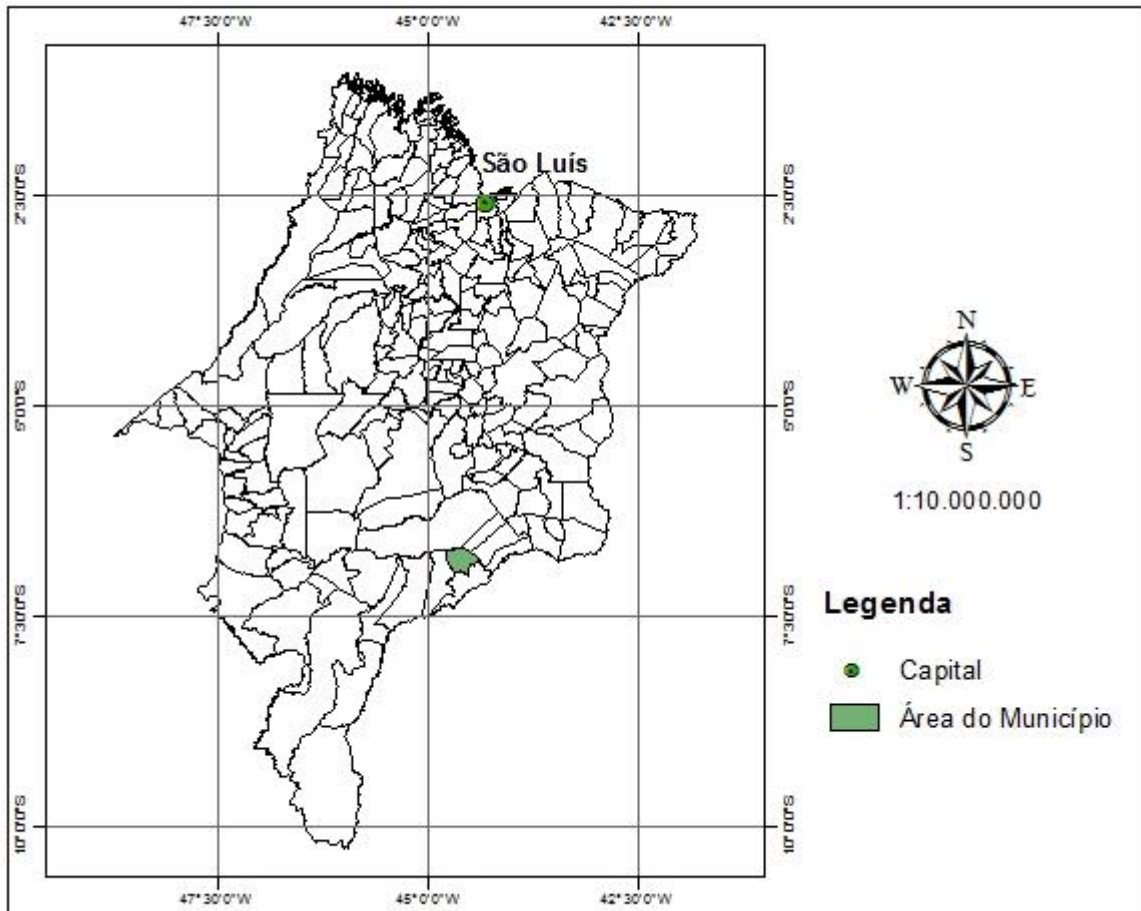 47°30'0"W 45°0'0"W 42°30'0"W
São Luís
2°30'0"S 2°30'0"S
N
W E
S
5°0'0"S 5°0'0"S
1:10.000.000
Legenda
7°30'0"S 7°30'0"S
Capital
Área do Município
10°0'0"S 10°0'0"S
47°30'0"W 45°0'0"W 42°30'0"W